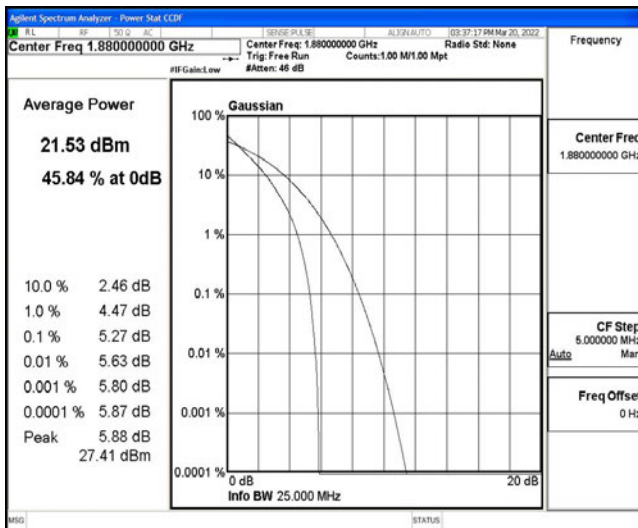 Agilent Spectrum Analyzer - Power Stat CCDF
RL RF 50 Ω AC SENSE:PULSE ALIGNAUTO 03:37:17 PM Mar 20, 2022
Center Freq 1.880000000 GHz
Center Freq: 1.880000000 GHz Radio Std: None
Trig: Free Run Counts:1.00 M/1.00 Mpt
#IFGain:Low #Atten: 46 dB
Frequency
Average Power
21.53 dBm
45.84 % at 0dB
10.0 % 2.46 dB
1.0 % 4.47 dB
0.1 % 5.27 dB
0.01 % 5.63 dB
0.001 % 5.80 dB
0.0001 % 5.87 dB
Peak 5.88 dB
27.41 dBm
Gaussian
100 %
10 %
1 %
0.1 %
0.01 %
0.001 %
0.0001 %
0 dB 20 dB
Info BW 25.000 MHz
Center Freq
1.880000000 GHz
CF Step
5.000000 MHz
Auto Man
Freq Offset
0 Hz
MSG STATUS